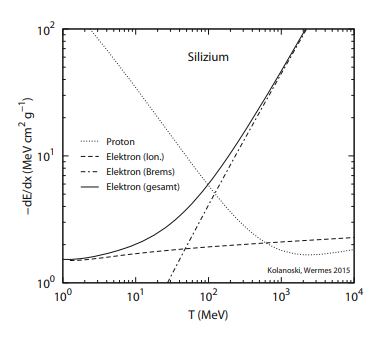 10²
Silizium
−dE/dx (MeV cm² g⁻¹)
10¹
Proton
Elektron (Ion.)
Elektron (Brems)
Elektron (gesamt)
Kolanoski, Wermes 2015
10⁰
10⁰ 10¹ 10² 10³ 10⁴
T (MeV)